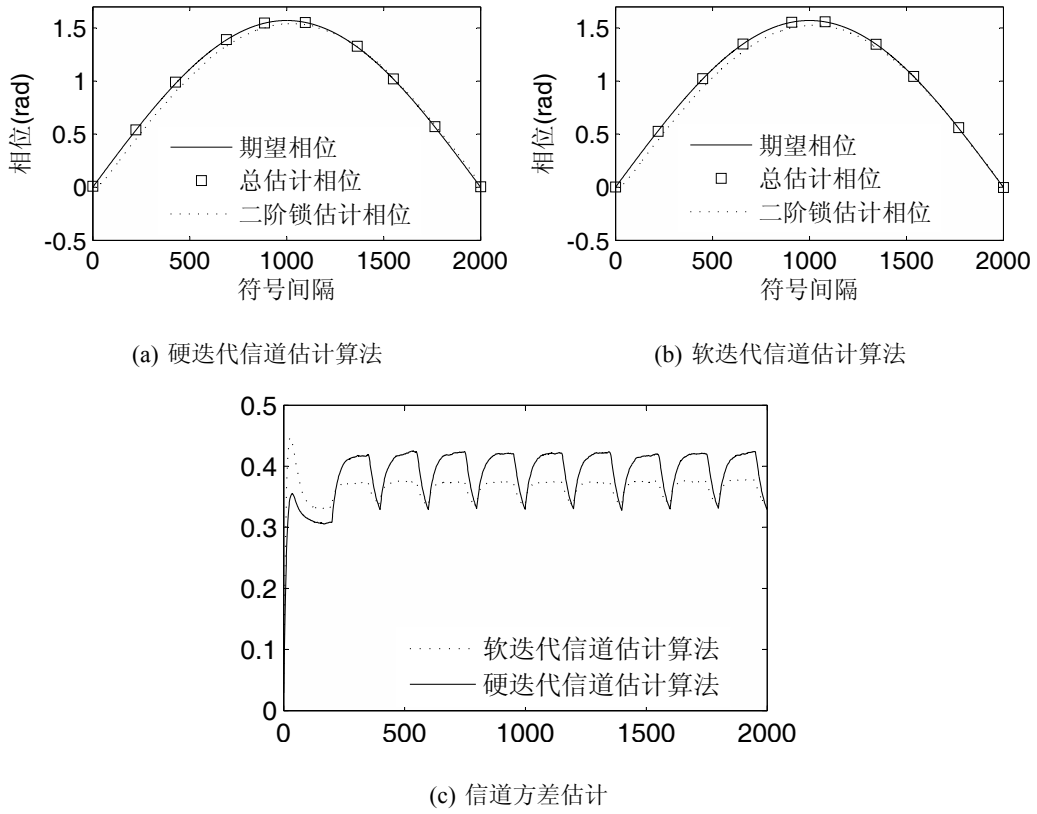 1.5
1
0.5
0
-0.5
相位(rad)
期望相位
总估计相位
二阶锁估计相位
0 500 1000 1500 2000
符号间隔
(a) 硬迭代信道估计算法
1.5
1
0.5
0
-0.5
相位(rad)
期望相位
总估计相位
二阶锁估计相位
0 500 1000 1500 2000
符号间隔
(b) 软迭代信道估计算法
0.5
0.4
0.3
0.2
0.1
0
软迭代信道估计算法
硬迭代信道估计算法
0 500 1000 1500 2000
(c) 信道方差估计